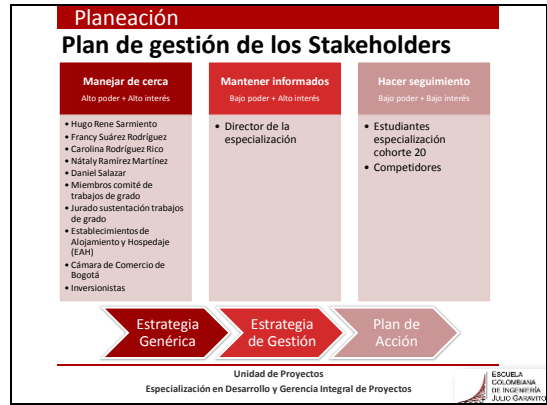 Planeación
Plan de gestión de los Stakeholders
Manejar de cerca
Alto poder + Alto interés
• Hugo Rene Sarmiento
• Francy Suárez Rodríguez
• Carolina Rodríguez Rico
• Nátaly Ramírez Martínez
• Daniel Salazar
• Miembros comité de
trabajos de grado
• Jurado sustentación trabajos
de grado
• Establecimientos de
Alojamiento y Hospedaje
(EAH)
• Cámara de Comercio de
Bogotá
• Inversionistas
Mantener informados
Bajo poder + Alto interés
• Director de la
especialización
Hacer seguimiento
Bajo poder + Bajo interés
• Estudiantes
especialización
cohorte 20
• Competidores
Estrategia
Genérica
Estrategia
de Gestión
Plan de
Acción
Unidad de Proyectos
Especialización en Desarrollo y Gerencia Integral de Proyectos
ESCUELA
COLOMBIANA
DE INGENIERÍA
JULIO GARAVITO